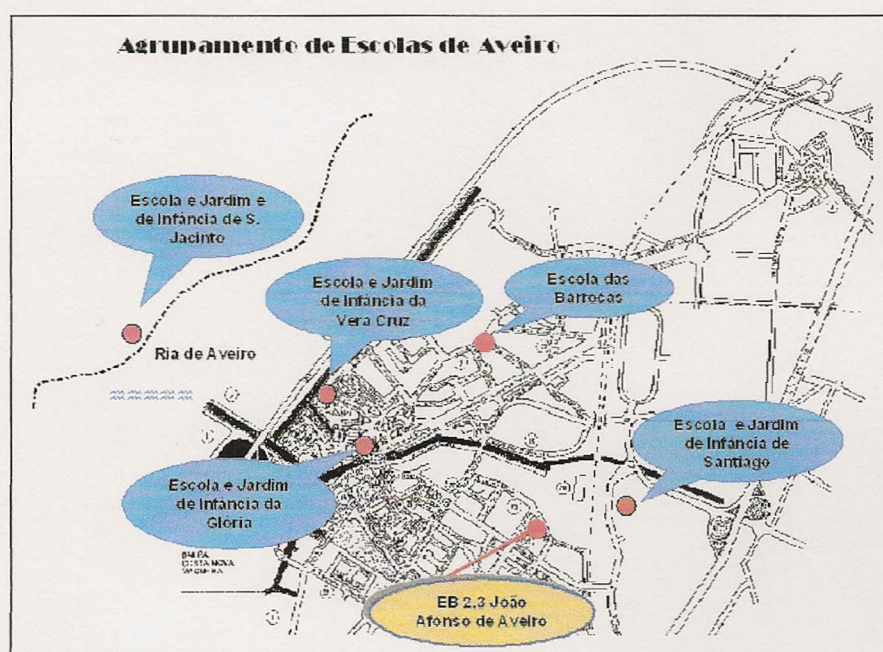 Agrupamento de Escolas de Aveiro
Escola e Jardim e
de Infância de S.
Jacinto
Escola e Jardim
de Infância da
Vera Cruz
Escola das
Barrocas
Ria de Aveiro
Escola e Jardim
de Infância de
Santiago
Escola e Jardim
de Infância da
Glória
COSTA NOVA
EB 2.3 João
Afonso de Aveiro